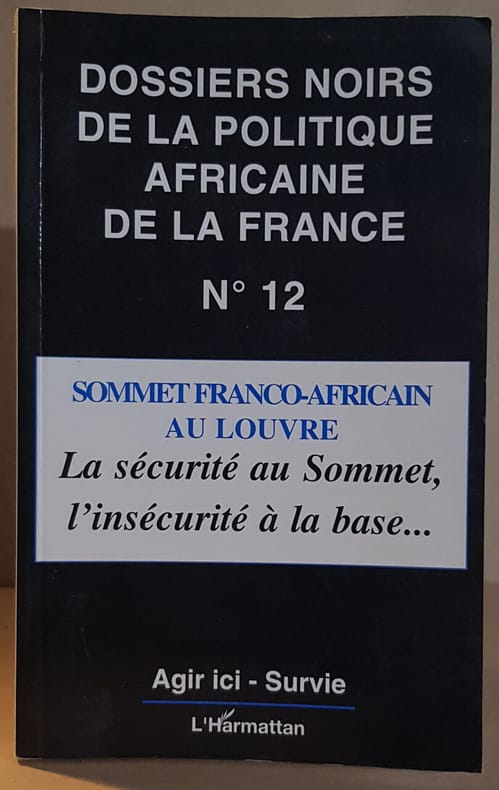 DOSSIERS NOIRS
DE LA POLITIQUE
AFRICAINE
DE LA FRANCE
N° 12
SOMMET FRANCO-AFRICAIN
AU LOUVRE
La sécurité au Sommet,
l'insécurité à la base...
Agir ici - Survie
L'Harmattan